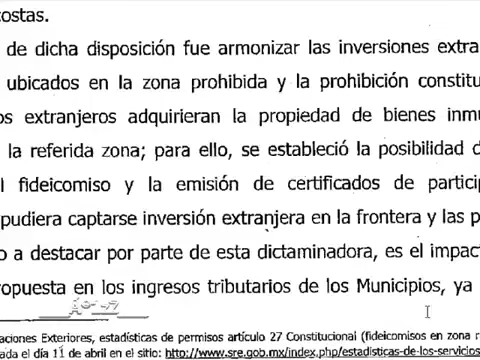 costas.
de dicha disposición fue armonizar las inversiones extra
ubicados en la zona prohibida y la prohibición constitu
os extranjeros adquirieran la propiedad de bienes inmu
la referida zona; para ello, se estableció la posibilidad d
l fideicomiso y la emisión de certificados de particip
pudiera captarse inversión extranjera en la frontera y las p
o a destacar por parte de esta dictaminadora, es el impact
ropuesta en los ingresos tributarios de los Municipios, ya
aciones Exteriores, estadísticas de permisos artículo 27 Constitucional (fideicomisos en zona r
ada el día 11 de abril en el sitio: http://www.sre.gob.mx/index.php/estadisticas-de-los-servicios